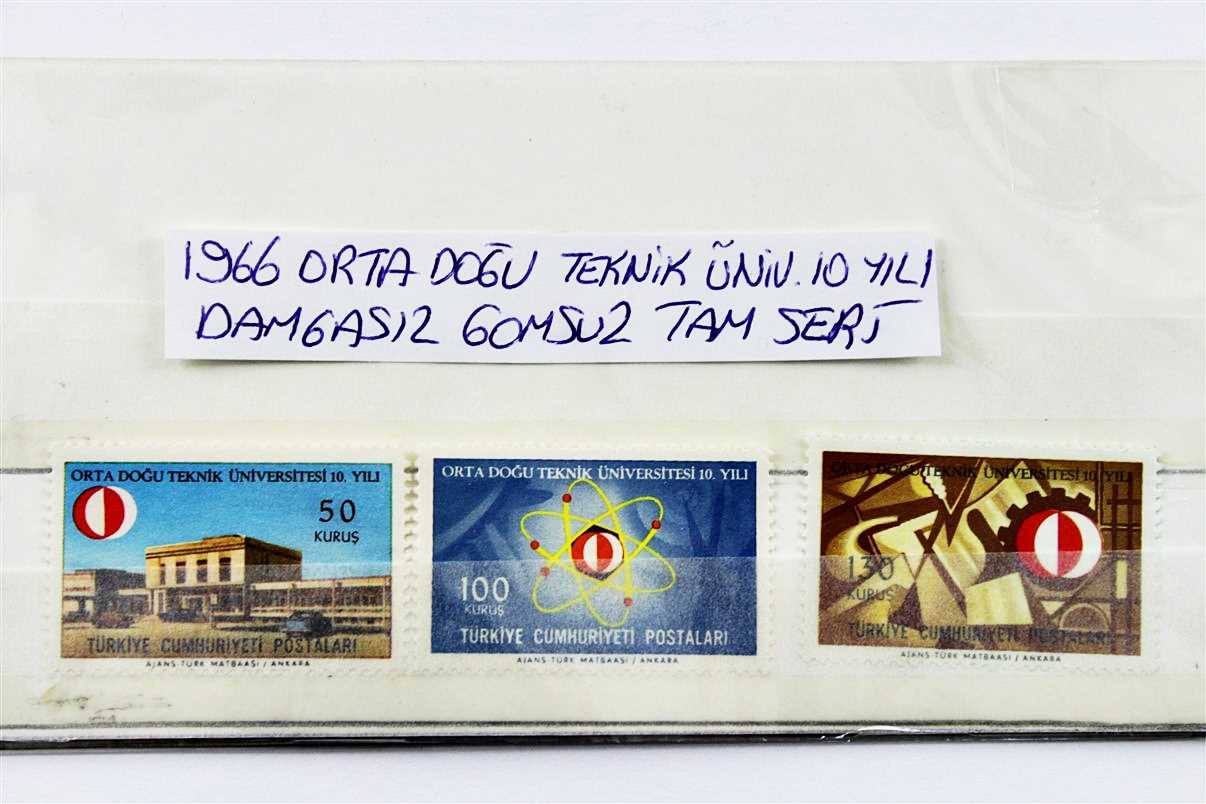 1966 ORTA DOĞU TEKNİK ÜNİV. 10 YILI
DAMGASIZ GOMSUZ TAM SERİ
ORTA DOĞU TEKNİK ÜNİVERSİTESİ 10. YILI
50
KURUŞ
TÜRKİYE CUMHURİYETİ POSTALARI
AJANS-TÜRK MATBAASI / ANKARA
ORTA DOĞU TEKNİK ÜNİVERSİTESİ 10. YILI
100
KURUŞ
TÜRKİYE CUMHURİYETİ POSTALARI
AJANS-TÜRK MATBAASI / ANKARA
ORTA DOĞU TEKNİK ÜNİVERSİTESİ 10. YILI
130
KURUŞ
TÜRKİYE CUMHURİYETİ POSTALARI
AJANS-TÜRK MATBAASI / ANKARA